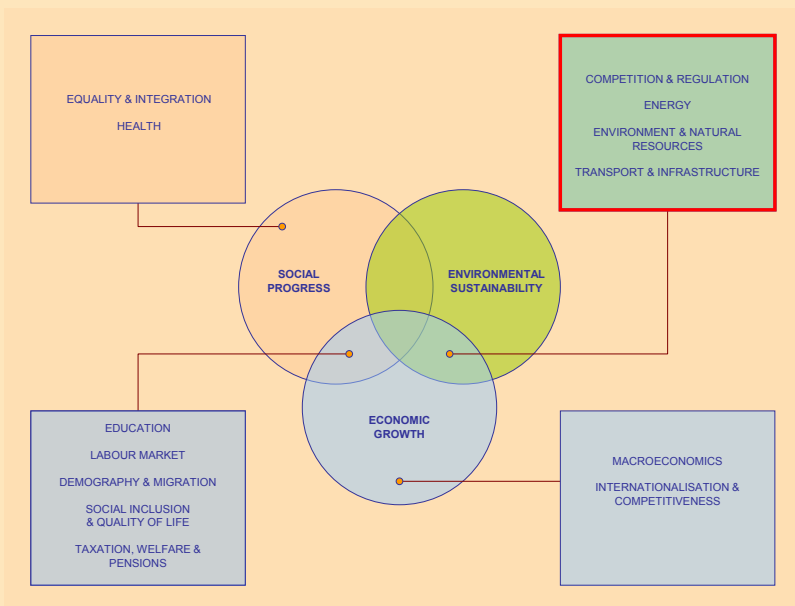 EQUALITY & INTEGRATION
HEALTH
COMPETITION & REGULATION
ENERGY
ENVIRONMENT & NATURAL
RESOURCES
TRANSPORT & INFRASTRUCTURE
SOCIAL
PROGRESS
ENVIRONMENTAL
SUSTAINABILITY
ECONOMIC
GROWTH
EDUCATION
LABOUR MARKET
DEMOGRAPHY & MIGRATION
SOCIAL INCLUSION
& QUALITY OF LIFE
TAXATION, WELFARE &
PENSIONS
MACROECONOMICS
INTERNATIONALISATION &
COMPETITIVENESS